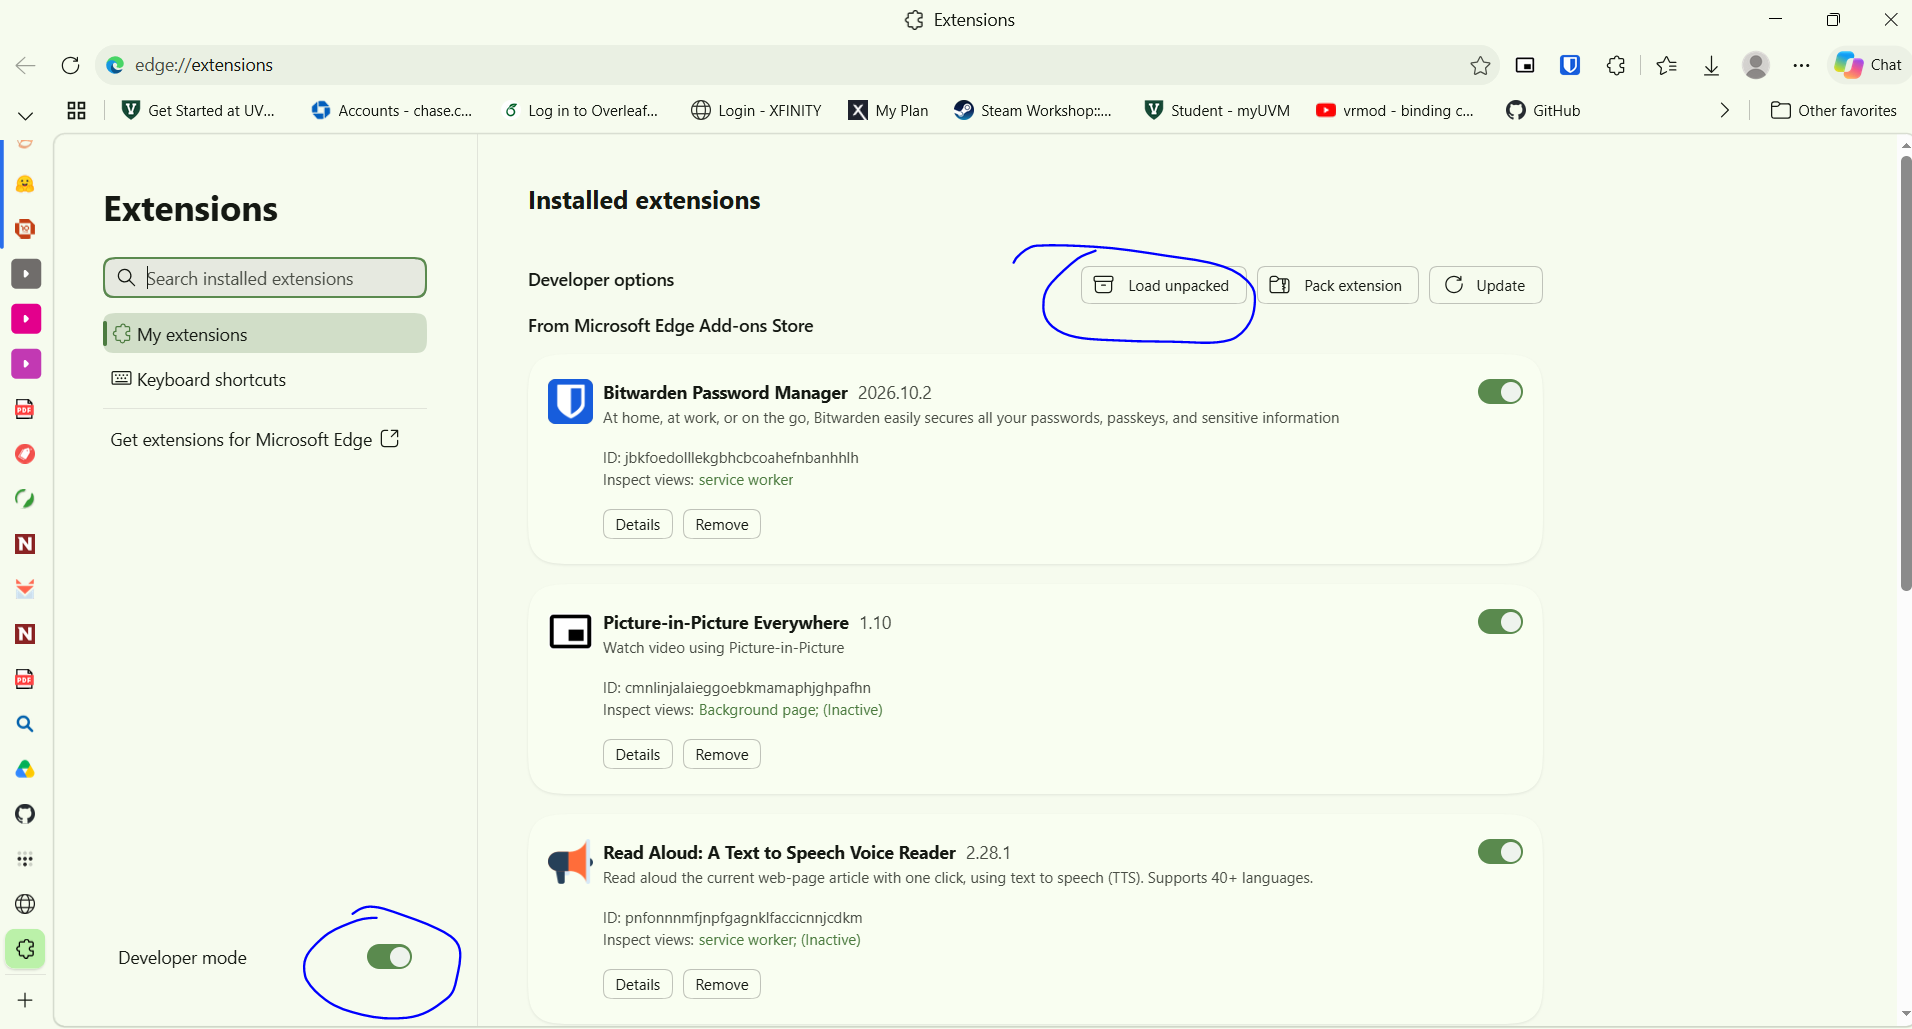 Extensions
edge://extensions
Chat
Get Started at UV...
Accounts - chase.c...
Log in to Overleaf...
Login - XFINITY
My Plan
Steam Workshop::...
Student - myUVM
vrmod - binding c...
GitHub
Other favorites
Extensions
Search installed extensions
My extensions
Keyboard shortcuts
Get extensions for Microsoft Edge
Developer mode
Installed extensions
Developer options
Load unpacked
Pack extension
Update
From Microsoft Edge Add-ons Store
Bitwarden Password Manager 2026.10.2
At home, at work, or on the go, Bitwarden easily secures all your passwords, passkeys, and sensitive information
ID: jbkfoedolllekgbhcbcoahefnbanhhlh
Inspect views: service worker
Details
Remove
Picture-in-Picture Everywhere 1.10
Watch video using Picture-in-Picture
ID: cmnlinjalaieggoebkmamaphjghpafhn
Inspect views: Background page; (Inactive)
Details
Remove
Read Aloud: A Text to Speech Voice Reader 2.28.1
Read aloud the current web-page article with one click, using text to speech (TTS). Supports 40+ languages.
ID: pnfonnnmfjnpfgagnklfaccicnnjcdkm
Inspect views: service worker; (Inactive)
Details
Remove